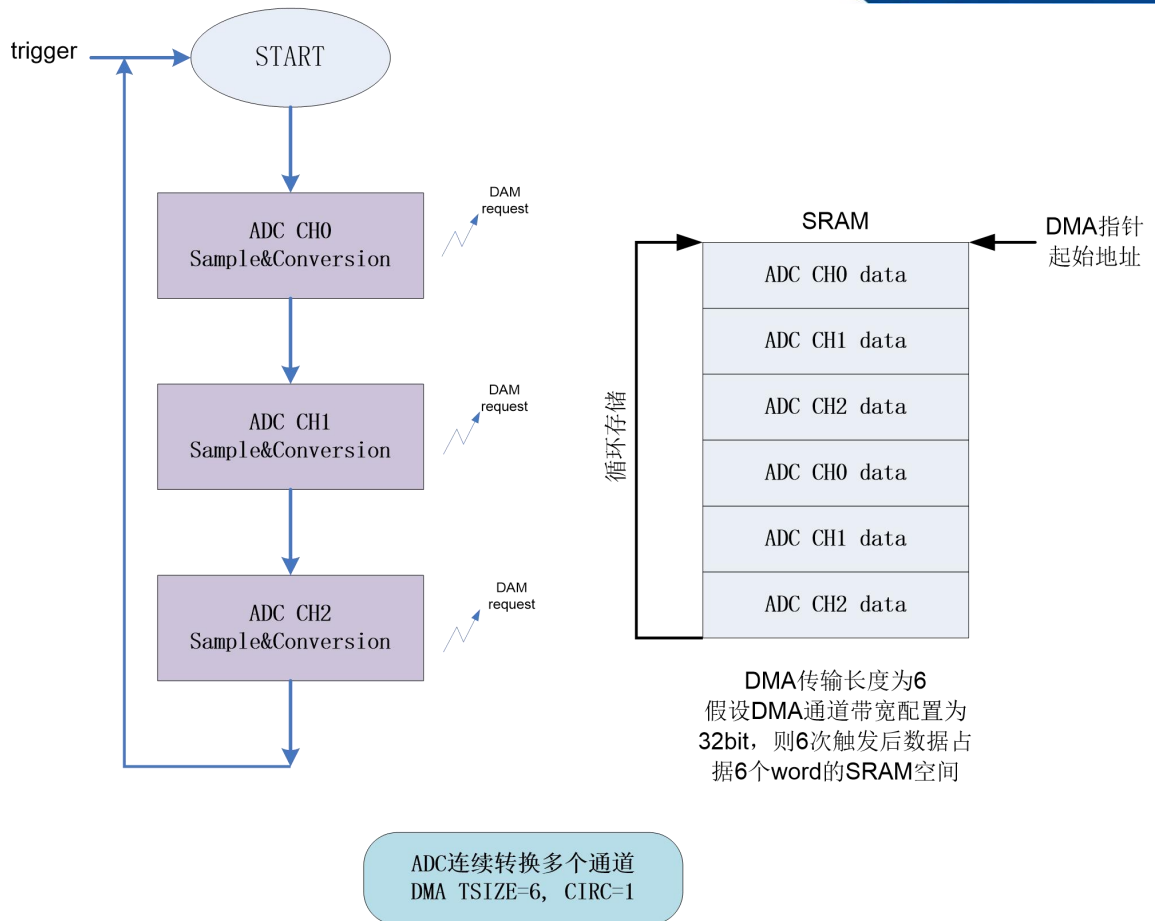 trigger
START
ADC CH0
Sample&Conversion
DAM
request
ADC CH1
Sample&Conversion
DAM
request
ADC CH2
Sample&Conversion
DAM
request
SRAM
DMA指针
起始地址
ADC CH0 data
ADC CH1 data
ADC CH2 data
ADC CH0 data
ADC CH1 data
ADC CH2 data
循环存储
DMA传输长度为6
假设DMA通道带宽配置为
32bit，则6次触发后数据占
据6个word的SRAM空间
ADC连续转换多个通道
DMA TSIZE=6, CIRC=1